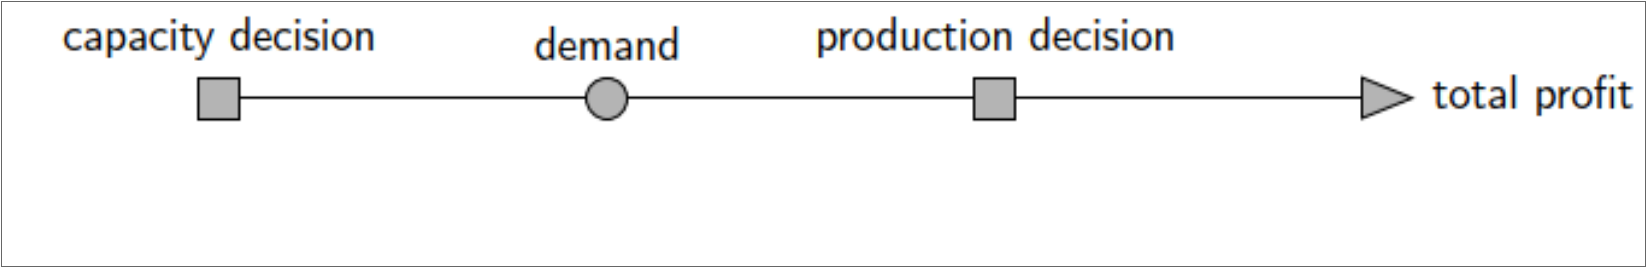 capacity decision
demand
production decision
total profit